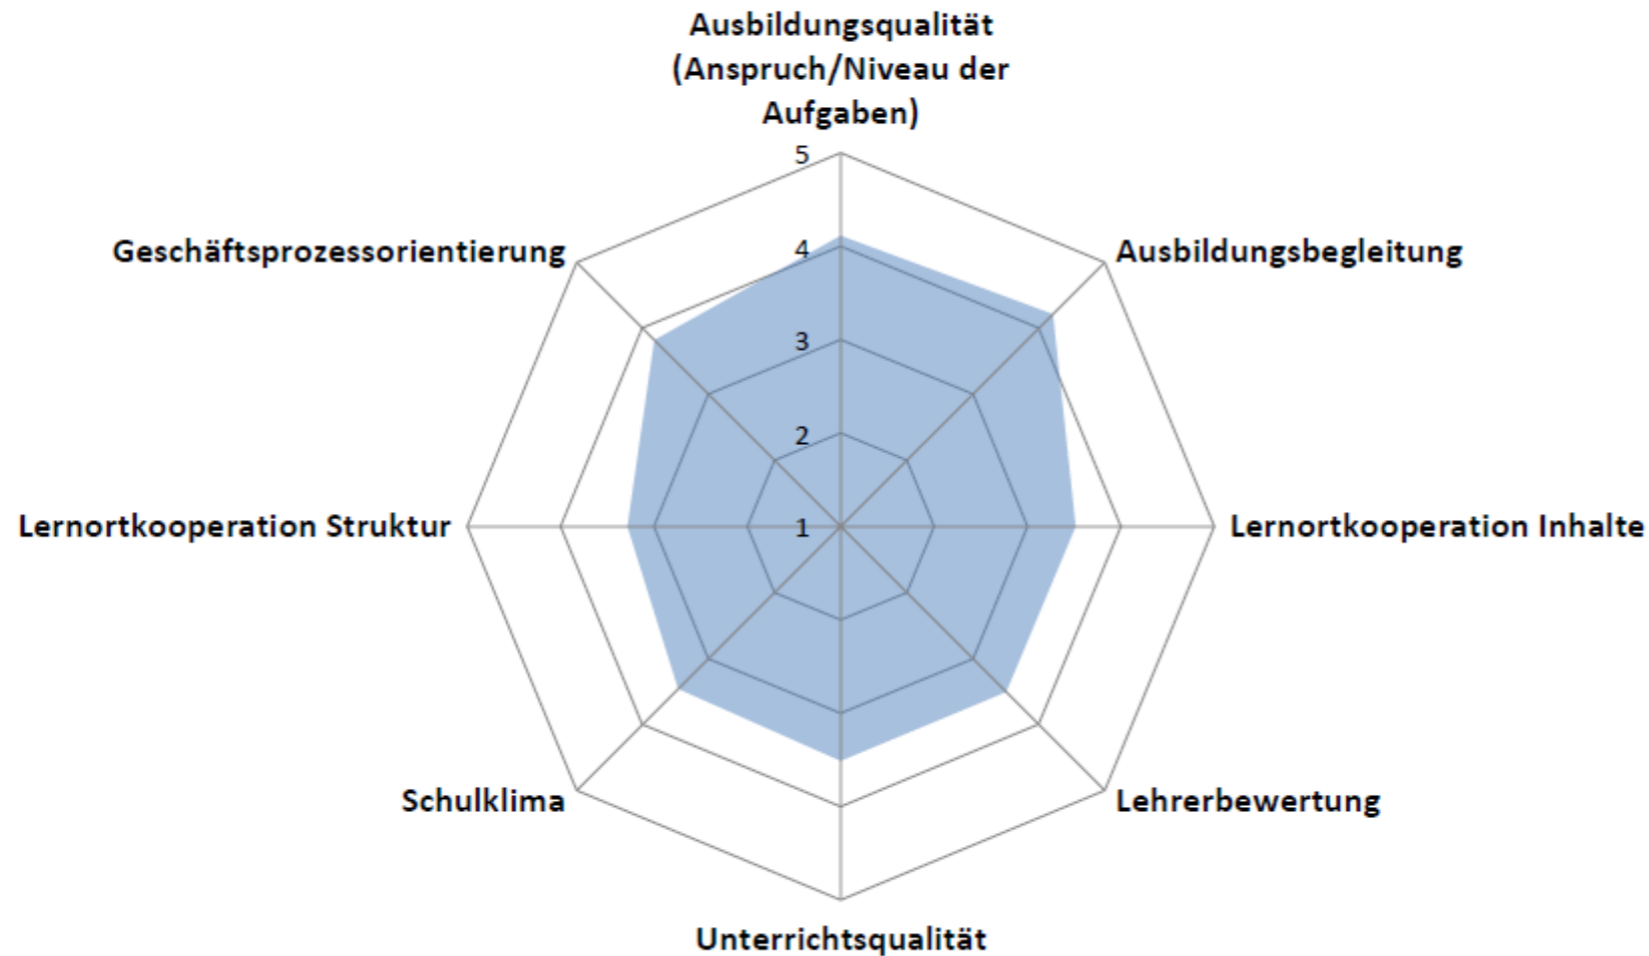 Ausbildungsqualität
(Anspruch/Niveau der
Aufgaben)
5
Geschäftsprozessorientierung
Ausbildungsbegleitung
4
3
2
Lernortkooperation Struktur
1
Lernortkooperation Inhalte
Schulklima
Lehrerbewertung
Unterrichtsqualität